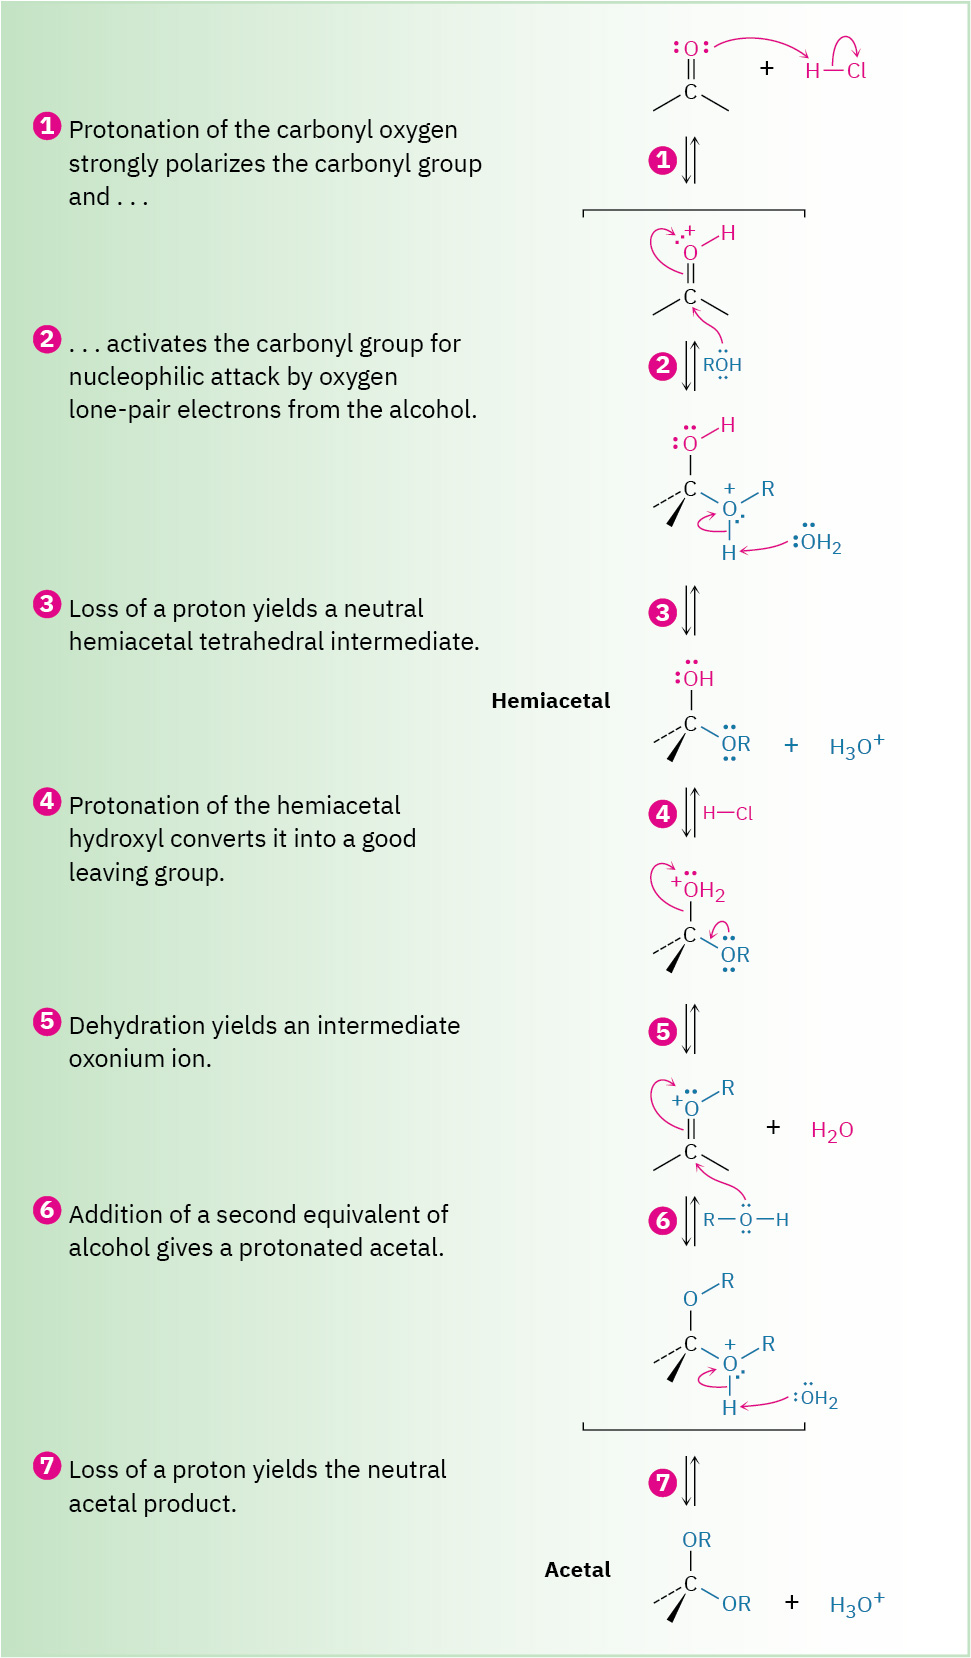 :O: + H—Cl
C
1 Protonation of the carbonyl oxygen
strongly polarizes the carbonyl group
and . . .
1
+
O H
C
2 . . . activates the carbonyl group for
nucleophilic attack by oxygen
lone-pair electrons from the alcohol.
2 ROH
:O H
C + R
O
H :OH₂
3 Loss of a proton yields a neutral
hemiacetal tetrahedral intermediate.
3
:OH
Hemiacetal
C
OR + H₃O⁺
4 Protonation of the hemiacetal
hydroxyl converts it into a good
leaving group.
4 H—Cl
+OH₂
C
OR
5 Dehydration yields an intermediate
oxonium ion.
5
+O R
C + H₂O
6 Addition of a second equivalent of
alcohol gives a protonated acetal.
6 R—O—H
O R
C + R
O
H :OH₂
7 Loss of a proton yields the neutral
acetal product.
7
OR
Acetal
C
OR + H₃O⁺